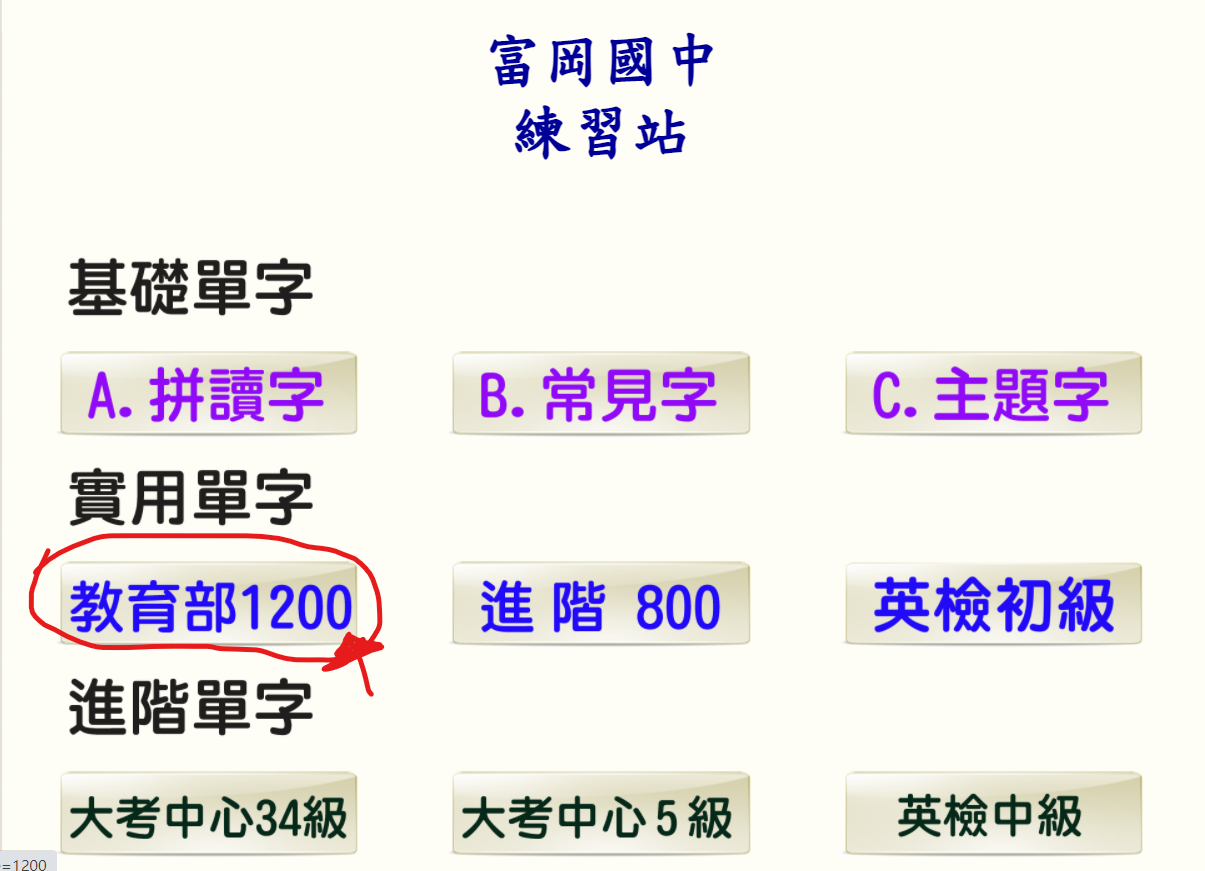 富岡國中
練習站
基礎單字
A.拼讀字 B.常見字 C.主題字
實用單字
教育部1200 進階 800 英檢初級
進階單字
大考中心34級 大考中心5級 英檢中級
=1200